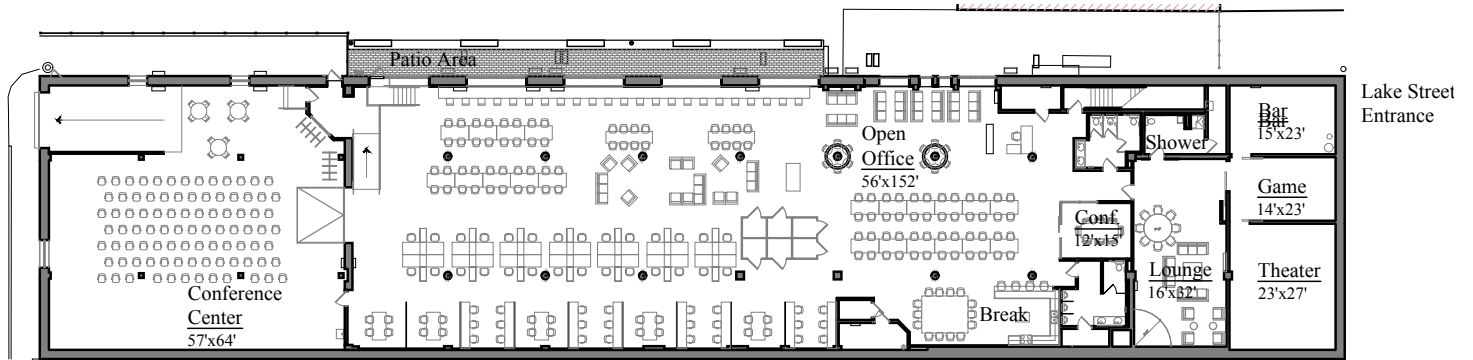 Patio Area
Lake Street
Entrance
Bar
Bar
15'x23'
Shower
Open
Office
56'x152'
Game
14'x23'
Conf
12'x15'
Lounge
16'x32'
Theater
23'x27'
Conference
Center
57'x64'
Break